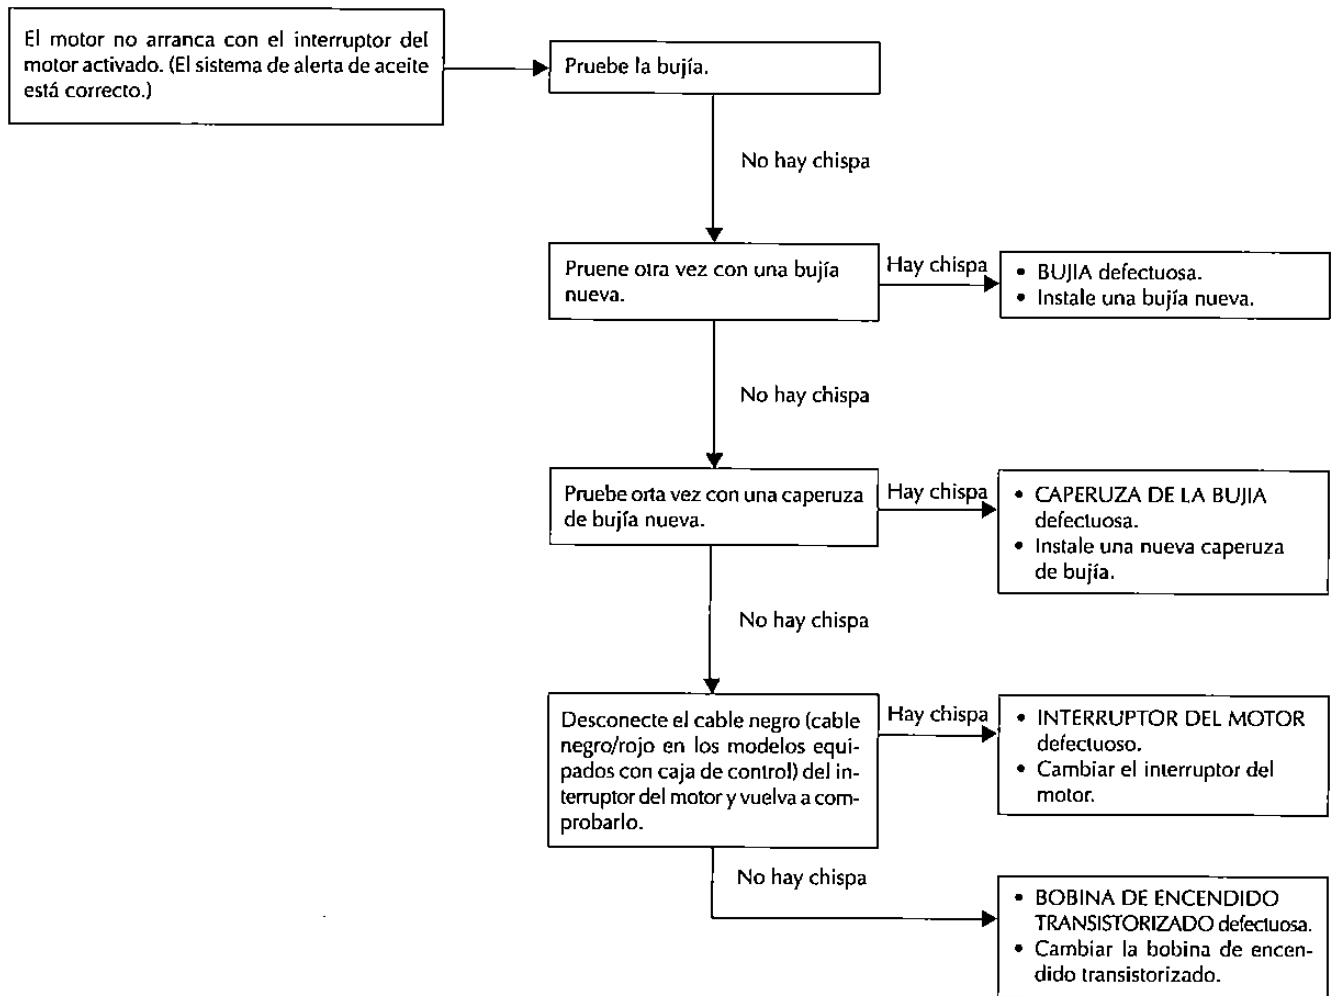 El motor no arranca con el interruptor del
motor activado. (El sistema de alerta de aceite
está correcto.)
Pruebe la bujía.
No hay chispa
Pruene otra vez con una bujía
nueva.
Hay chispa
• BUJIA defectuosa.
• Instale una bujía nueva.
No hay chispa
Pruebe orta vez con una caperuza
de bujía nueva.
Hay chispa
• CAPERUZA DE LA BUJIA
defectuosa.
• Instale una nueva caperuza
de bujía.
No hay chispa
Desconecte el cable negro (cable
negro/rojo en los modelos equi-
pados con caja de control) del in-
terruptor del motor y vuelva a com-
probarlo.
Hay chispa
• INTERRUPTOR DEL MOTOR
defectuoso.
• Cambiar el interruptor del
motor.
No hay chispa
• BOBINA DE ENCENDIDO
TRANSISTORIZADO defectuosa.
• Cambiar la bobina de encen-
dido transistorizado.